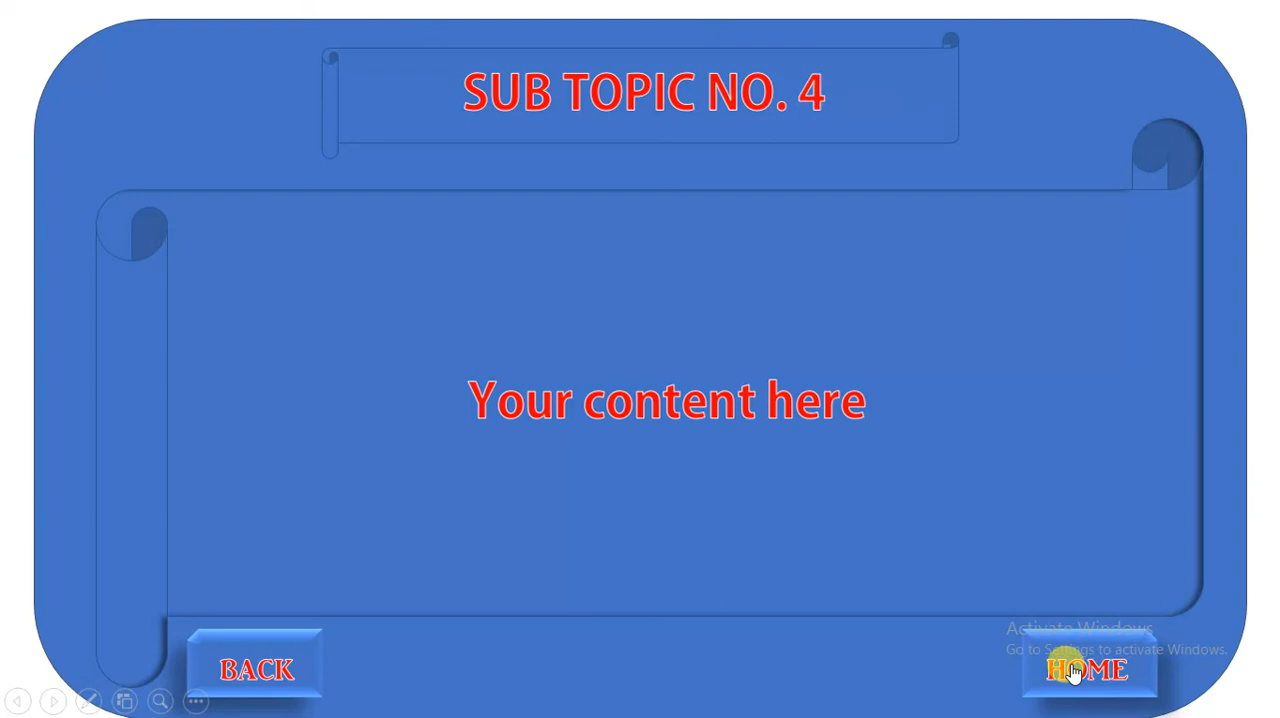 SUB TOPIC NO. 4
Your content here
Activate Windows
Go to Settings to activate Windows.
BACK
HOME